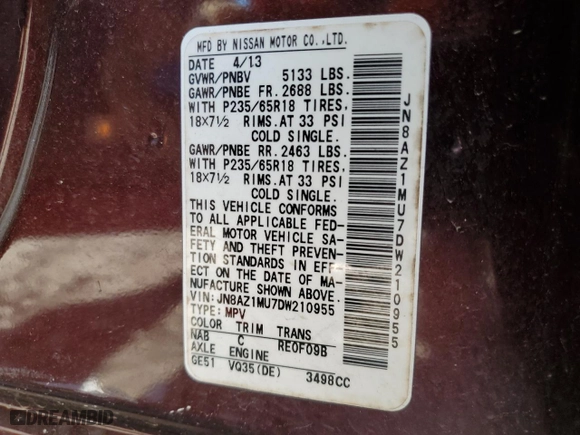 MFD BY NISSAN MOTOR CO.,LTD.
DATE 4/13
GVWR/PNBV 5133 LBS.
GAWR/PNBE FR. 2688 LBS.
WITH P235/65R18 TIRES,
18X7½ RIMS.AT 33 PSI
COLD SINGLE.
GAWR/PNBE RR. 2463 LBS.
WITH P235/65R18 TIRES,
18X7½ RIMS.AT 33 PSI
COLD SINGLE.
THIS VEHICLE CONFORMS
TO ALL APPLICABLE FED-
ERAL MOTOR VEHICLE SA-
FETY AND THEFT PREVEN-
TION STANDARDS IN EFF-
ECT ON THE DATE OF MA-
NUFACTURE SHOWN ABOVE.
VIN: JN8AZ1MU7DW210955
TYPE: MPV
COLOR TRIM TRANS
NAB C RE0F09B
AXLE ENGINE
GE51 VQ35(DE) 3498CC
JN8AZ1MU7DW210955
DREAMBID